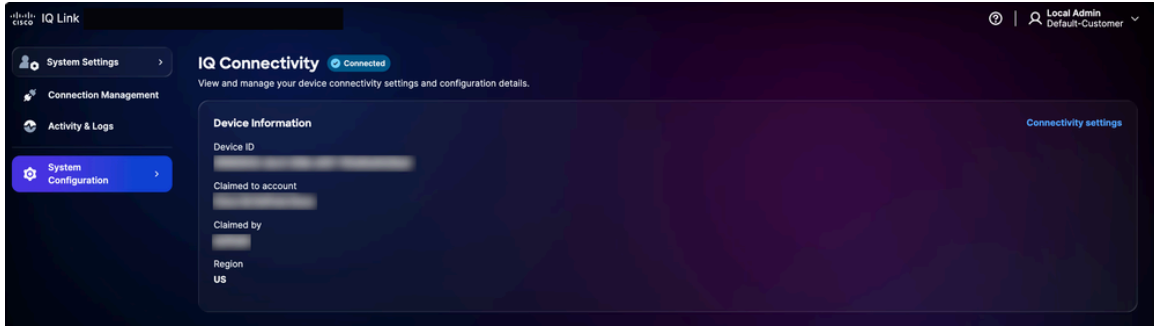 CISCO IQ Link
Local Admin
Default-Customer
System Settings
Connection Management
Activity & Logs
System
Configuration
IQ Connectivity Connected
View and manage your device connectivity settings and configuration details.
Device Information
Connectivity settings
Device ID
Claimed to account
Claimed by
Region
US